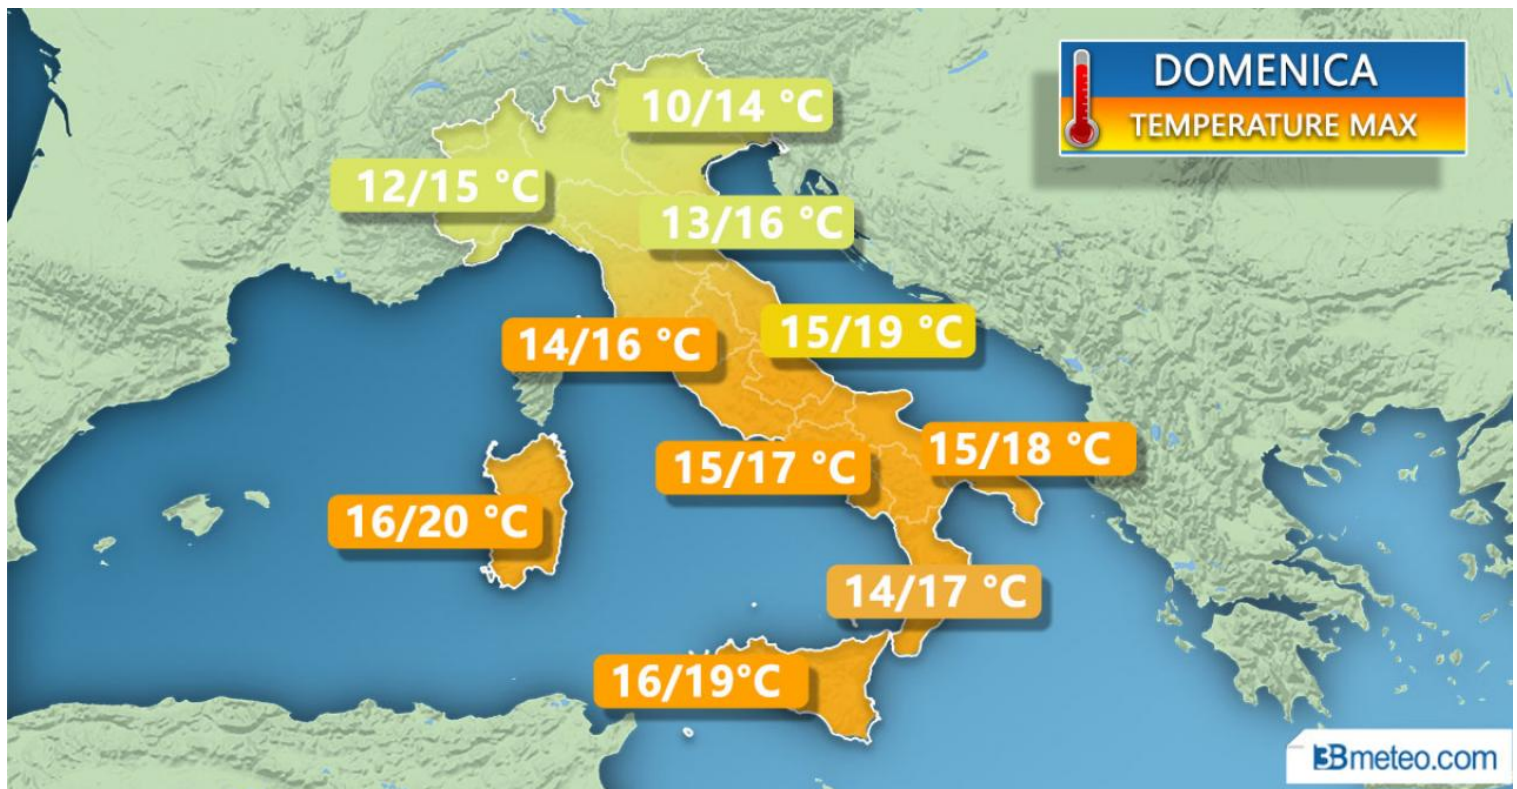 DOMENICA
TEMPERATURE MAX
10/14 °C
12/15 °C
13/16 °C
15/19 °C
14/16 °C
15/18 °C
15/17 °C
16/20 °C
14/17 °C
16/19°C
3Bmeteo.com